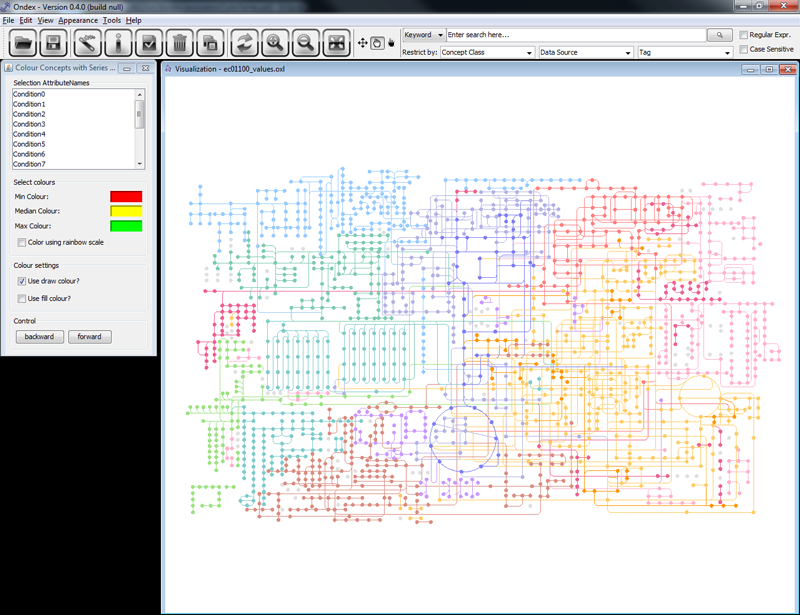 Ondex - Version 0.4.0 (build null)
File Edit View Appearance Tools Help
Keyword Enter search here... Regular Expr.
Restrict by: Concept Class Data Source Tag Case Sensitive
Colour Concepts with Series ...
Selection AttributeNames
Condition0
Condition1
Condition2
Condition3
Condition4
Condition5
Condition6
Condition7
Select colours
Min Colour:
Median Colour:
Max Colour:
Color using rainbow scale
Colour settings
Use draw colour?
Use fill colour?
Control
backward forward
Visualization - ec01100_values.oxl